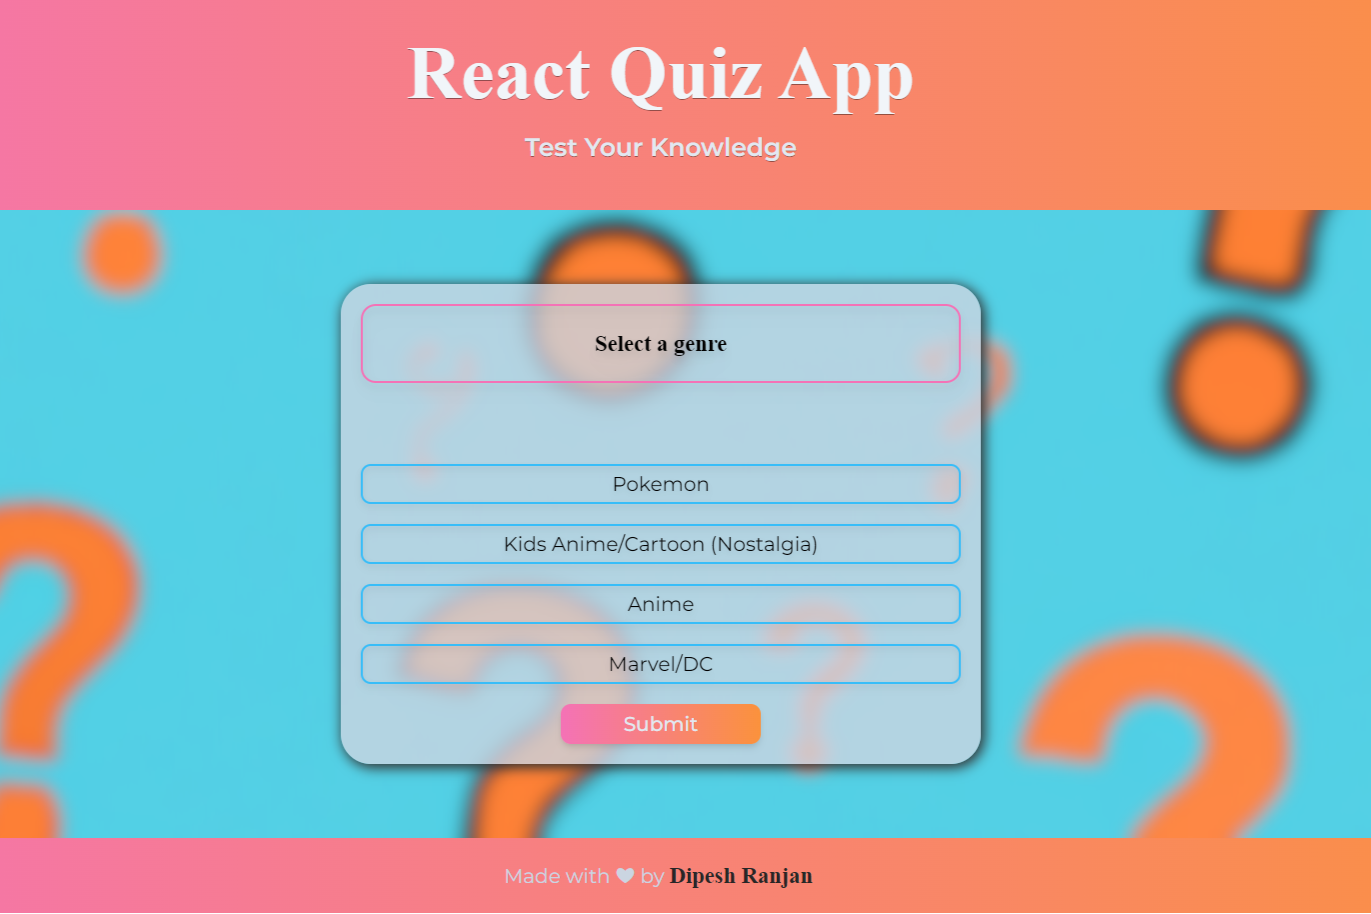 React Quiz App
Test Your Knowledge
Select a genre
Pokemon
Kids Anime/Cartoon (Nostalgia)
Anime
Marvel/DC
Submit
Made with ♥ by Dipesh Ranjan